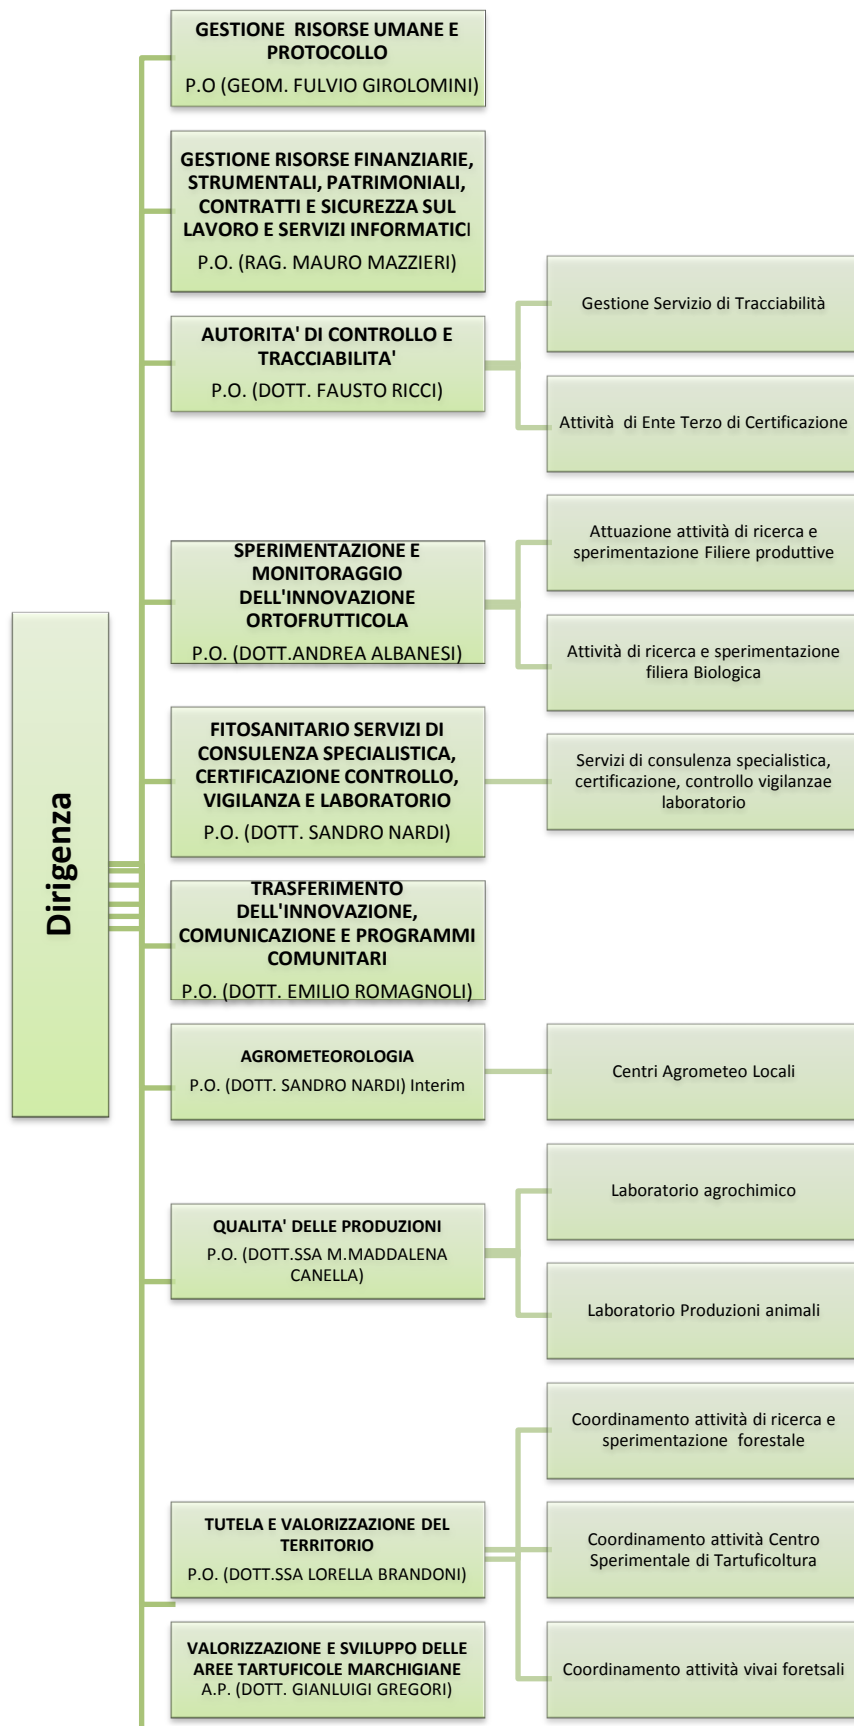 Dirigenza
GESTIONE RISORSE UMANE E
PROTOCOLLO
P.O (GEOM. FULVIO GIROLOMINI)
GESTIONE RISORSE FINANZIARIE,
STRUMENTALI, PATRIMONIALI,
CONTRATTI E SICUREZZA SUL
LAVORO E SERVIZI INFORMATICI
P.O. (RAG. MAURO MAZZIERI)
AUTORITA' DI CONTROLLO E
TRACCIABILITA'
P.O. (DOTT. FAUSTO RICCI)
Gestione Servizio di Tracciabilità
Attività di Ente Terzo di Certificazione
SPERIMENTAZIONE E
MONITORAGGIO
DELL'INNOVAZIONE
ORTOFRUTTICOLA
P.O. (DOTT.ANDREA ALBANESI)
Attuazione attività di ricerca e
sperimentazione Filiere produttive
Attività di ricerca e sperimentazione
filiera Biologica
FITOSANITARIO SERVIZI DI
CONSULENZA SPECIALISTICA,
CERTIFICAZIONE CONTROLLO,
VIGILANZA E LABORATORIO
P.O. (DOTT. SANDRO NARDI)
Servizi di consulenza specialistica,
certificazione, controllo vigilanzae
laboratorio
TRASFERIMENTO
DELL'INNOVAZIONE,
COMUNICAZIONE E PROGRAMMI
COMUNITARI
P.O. (DOTT. EMILIO ROMAGNOLI)
AGROMETEOROLOGIA
P.O. (DOTT. SANDRO NARDI) Interim
Centri Agrometeo Locali
QUALITA' DELLE PRODUZIONI
P.O. (DOTT.SSA M.MADDALENA
CANELLA)
Laboratorio agrochimico
Laboratorio Produzioni animali
TUTELA E VALORIZZAZIONE DEL
TERRITORIO
P.O. (DOTT.SSA LORELLA BRANDONI)
Coordinamento attività di ricerca e
sperimentazione forestale
Coordinamento attività Centro
Sperimentale di Tartuficoltura
Coordinamento attività vivai foretsali
VALORIZZAZIONE E SVILUPPO DELLE
AREE TARTUFICOLE MARCHIGIANE
A.P. (DOTT. GIANLUIGI GREGORI)